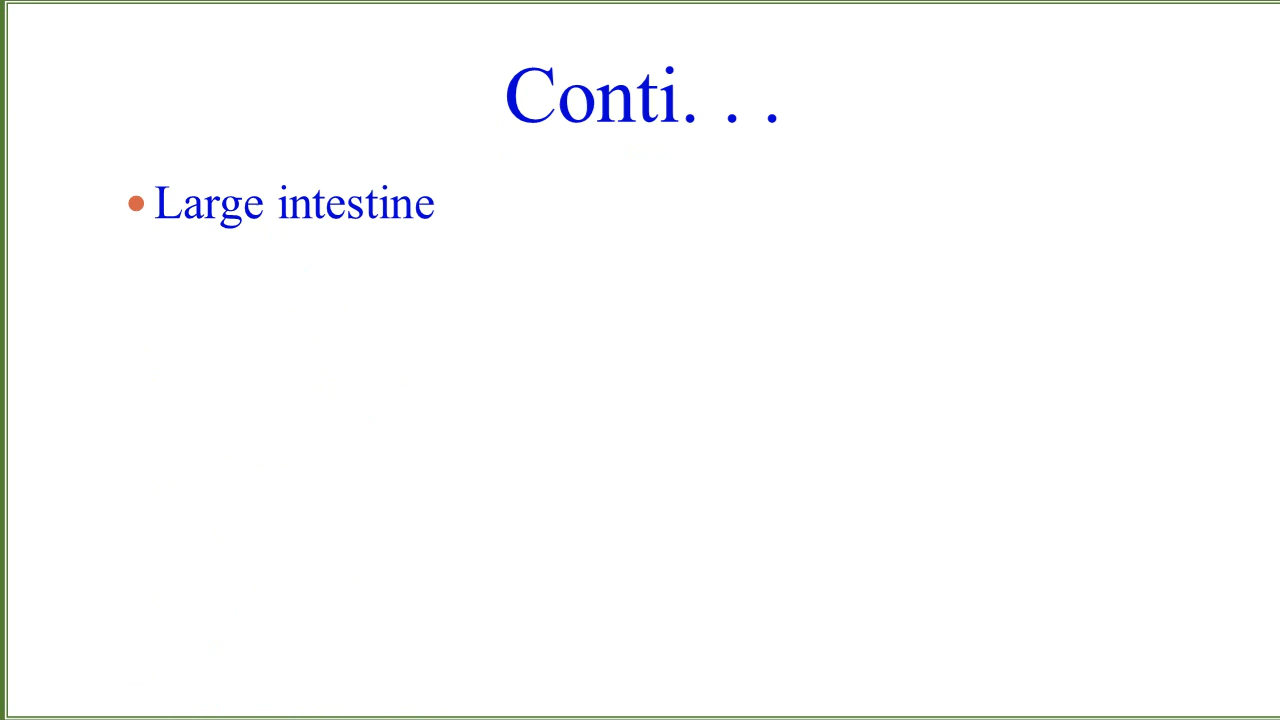 Conti. . .
• Large intestine